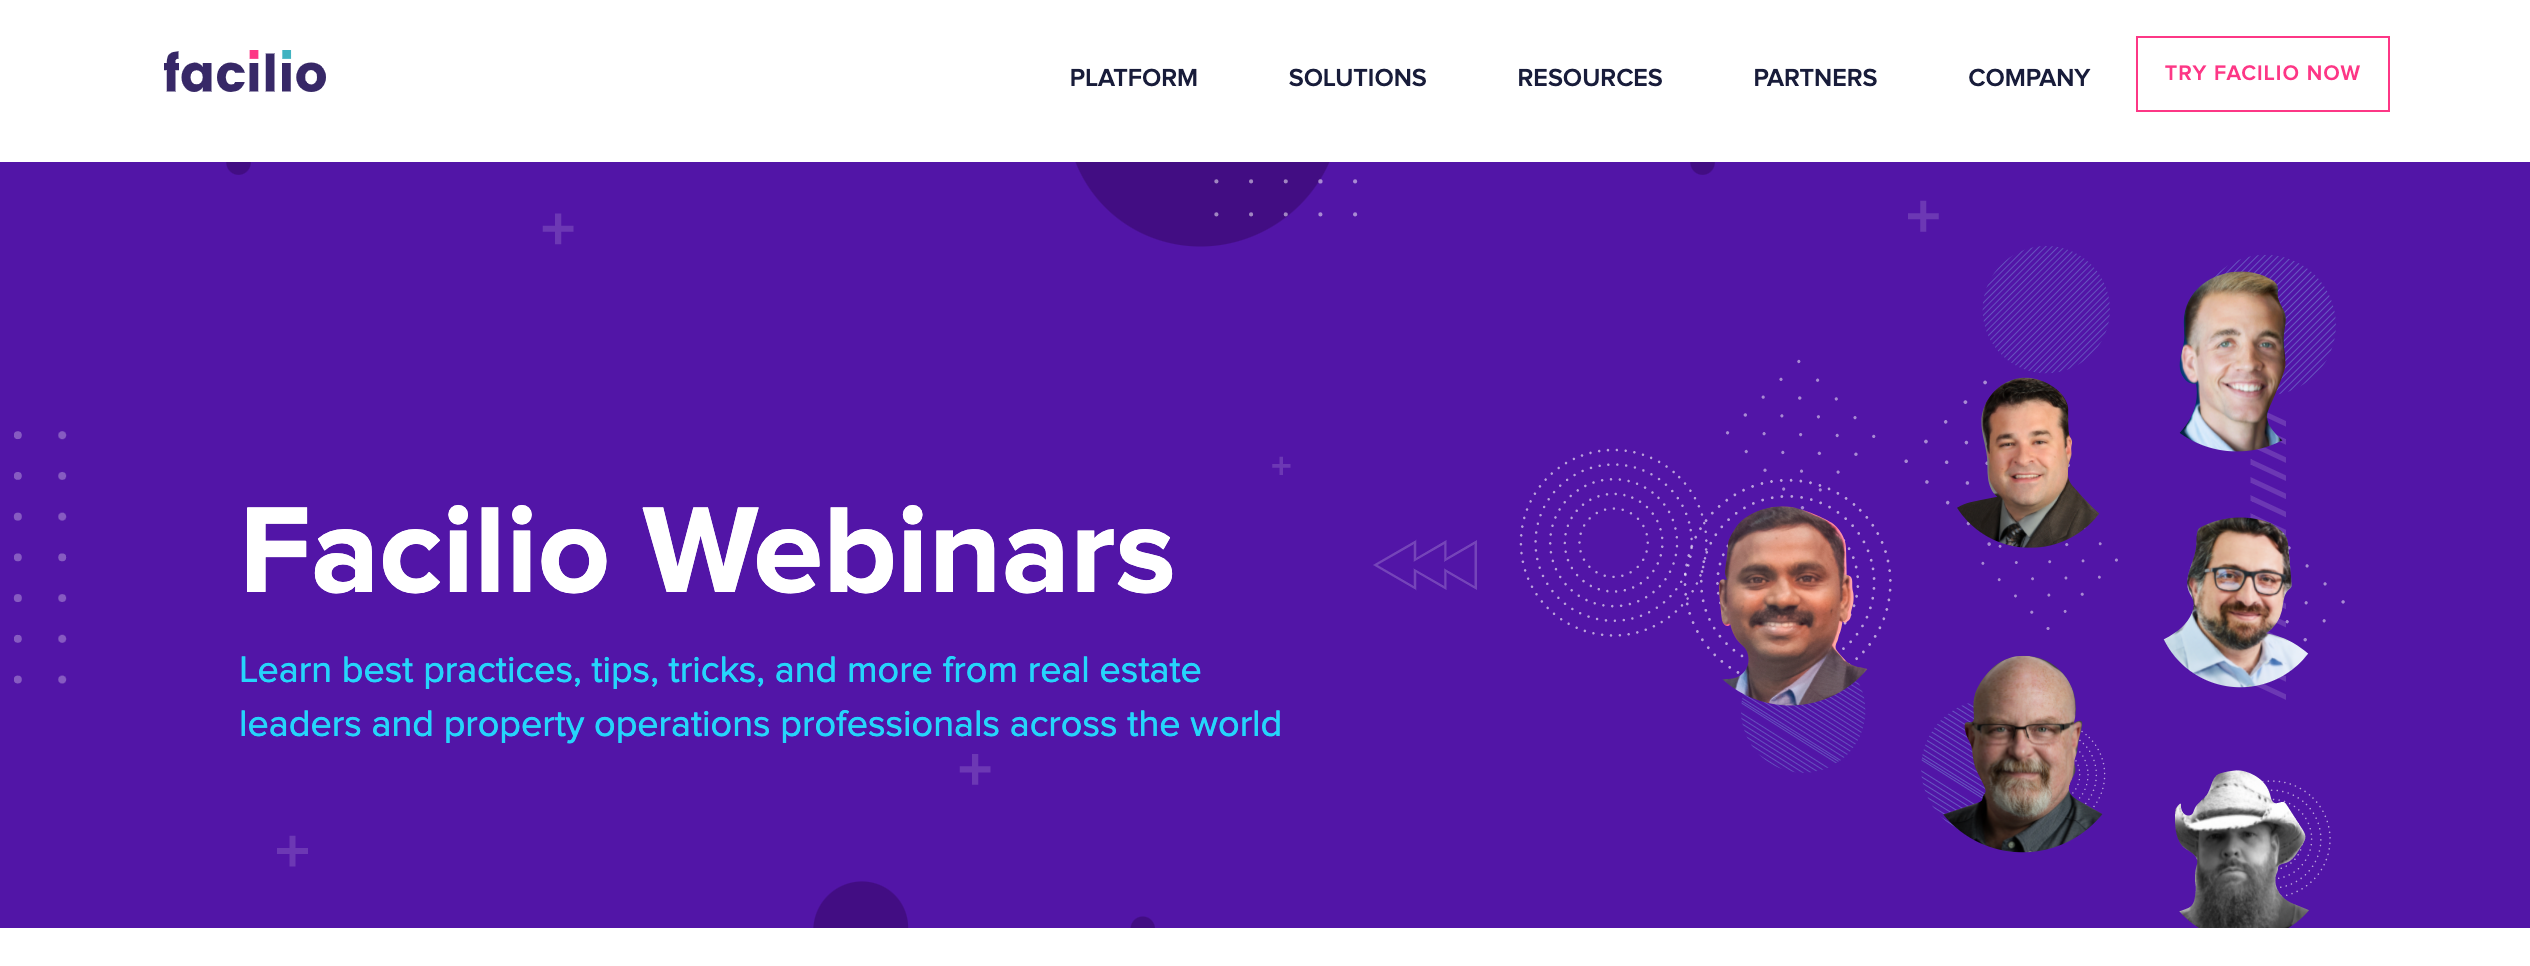 facilio
PLATFORM
SOLUTIONS
RESOURCES
PARTNERS
COMPANY
TRY FACILIO NOW
Facilio Webinars
Learn best practices, tips, tricks, and more from real estate
leaders and property operations professionals across the world